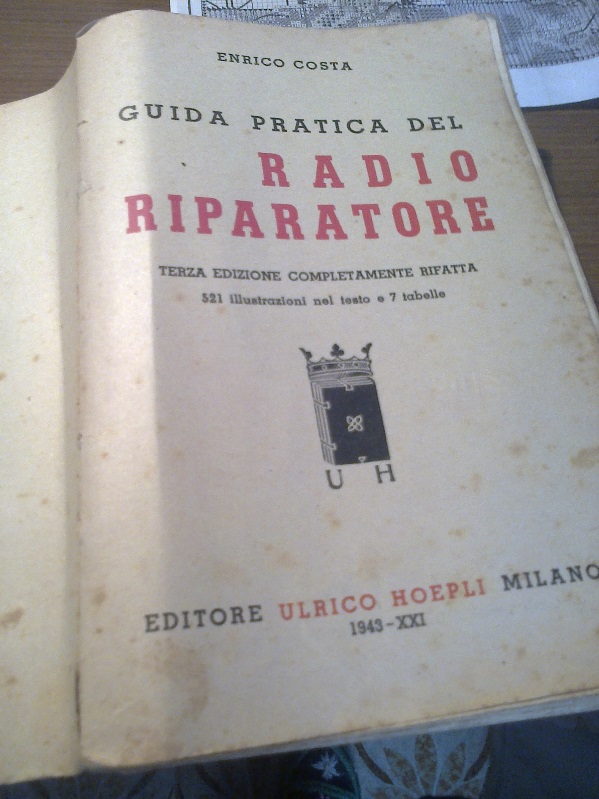 ENRICO COSTA
GUIDA PRATICA DEL
RADIO
RIPARATORE
TERZA EDIZIONE COMPLETAMENTE RIFATTA
521 illustrazioni nel testo e 7 tabelle
U H
EDITORE ULRICO HOEPLI MILANO
1943-XXI